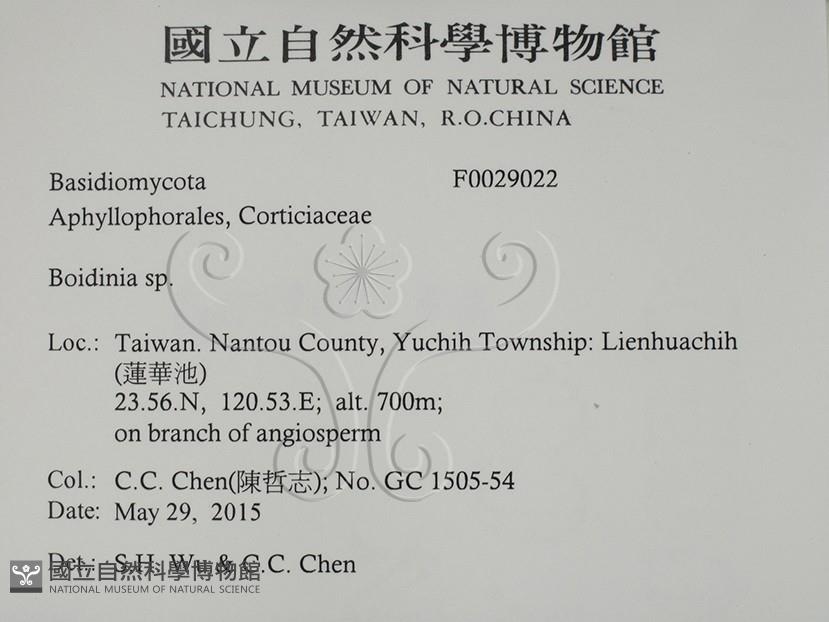 國立自然科學博物館
NATIONAL MUSEUM OF NATURAL SCIENCE
TAICHUNG, TAIWAN, R.O.CHINA
Basidiomycota F0029022
Aphyllophorales, Corticiaceae
Boidinia sp.
Loc.: Taiwan. Nantou County, Yuchih Township: Lienhuachih
(蓮華池)
23.56.N, 120.53.E; alt. 700m;
on branch of angiosperm
Col.: C.C. Chen(陳哲志); No. GC 1505-54
Date: May 29, 2015
Det.: S.H. Wu & C.C. Chen
國立自然科學博物館
NATIONAL MUSEUM OF NATURAL SCIENCE